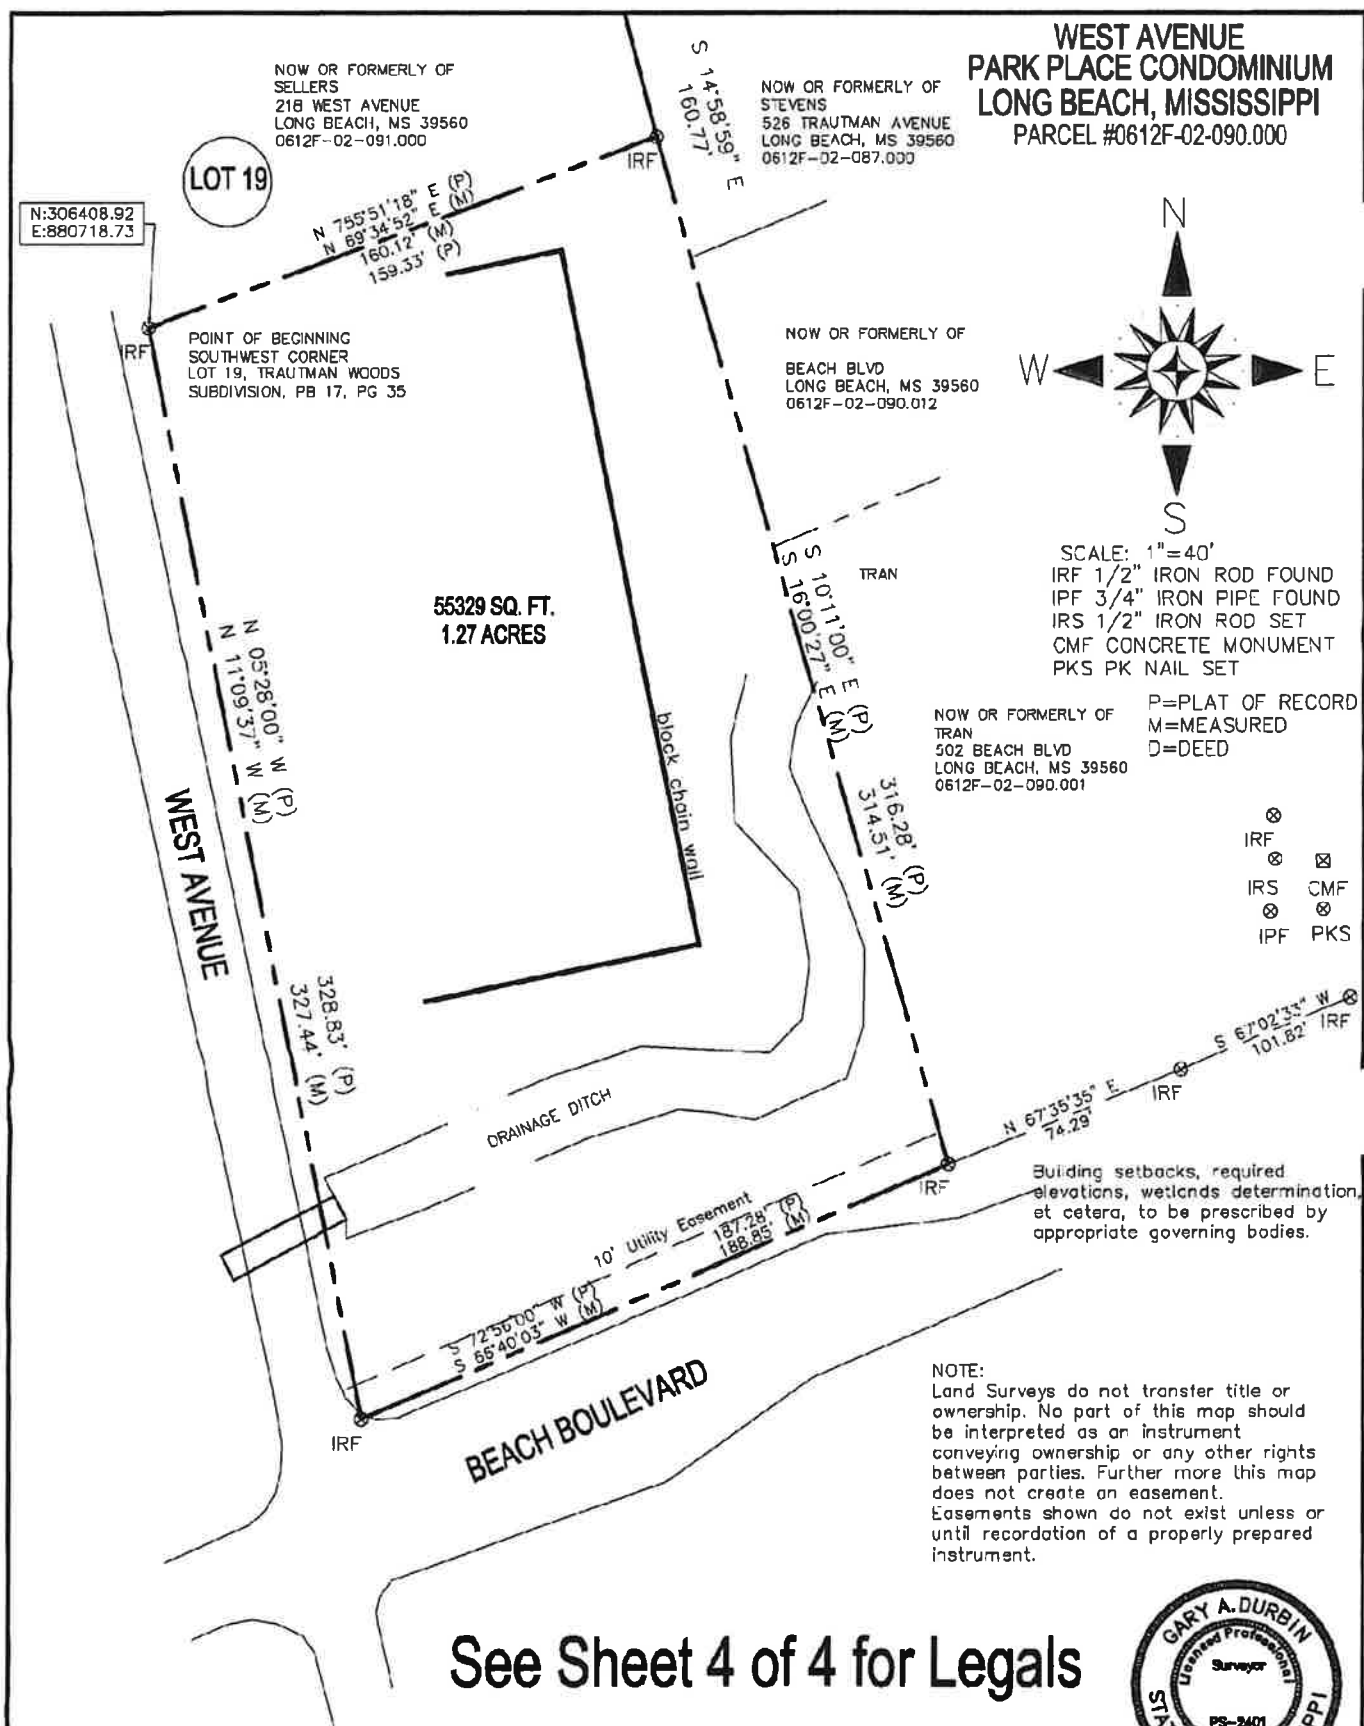 WEST AVENUE
PARK PLACE CONDOMINIUM
LONG BEACH, MISSISSIPPI
PARCEL #0612F-02-090.000
NOW OR FORMERLY OF
SELLERS
218 WEST AVENUE
LONG BEACH, MS 39560
0612F-02-091.000
LOT 19
N:306408.92
E:880718.73
S 14°58'59" E
160.77'
NOW OR FORMERLY OF
STEVENS
526 TRAUTMAN AVENUE
LONG BEACH, MS 39560
0612F-02-087.000
IRF
N 755°51'18" E (P)
N 69°34'52" E (M)
160.12' (M)
159.33' (P)
IRF
POINT OF BEGINNING
SOUTHWEST CORNER
LOT 19, TRAUTMAN WOODS
SUBDIVISION, PB 17, PG 35
NOW OR FORMERLY OF
BEACH BLVD
LONG BEACH, MS 39560
0612F-02-090.012
N
W
E
S
SCALE: 1"=40'
IRF 1/2" IRON ROD FOUND
IPF 3/4" IRON PIPE FOUND
IRS 1/2" IRON ROD SET
CMF CONCRETE MONUMENT
PKS PK NAIL SET
P=PLAT OF RECORD
M=MEASURED
D=DEED
TRAN
S 10°11'00" E (P)
S 16°00'27" E (M)
55329 SQ. FT.
1.27 ACRES
N 05°28'00" W (P)
N 11°09'37" W (M)
NOW OR FORMERLY OF
TRAN
502 BEACH BLVD
LONG BEACH, MS 39560
0612F-02-090.001
block chain wall
316.28' (P)
314.51' (M)
WEST AVENUE
IRF
IRS CMF
IPF PKS
328.83' (P)
327.44' (M)
S 67°02'33" W
101.82'
IRF
IRF
N 67°35'35" E
74.29'
DRAINAGE DITCH
IRF
Building setbacks, required
elevations, wetlands determination,
et cetera, to be prescribed by
appropriate governing bodies.
10' Utility Easement
187.28' (P)
188.85' (M)
S 72°56'00" W (P)
S 66°40'03" W (M)
IRF
BEACH BOULEVARD
NOTE:
Land Surveys do not transfer title or
ownership. No part of this map should
be interpreted as an instrument
conveying ownership or any other rights
between parties. Further more this map
does not create an easement.
Easements shown do not exist unless or
until recordation of a properly prepared
instrument.
See Sheet 4 of 4 for Legals
GARY A. DURBIN
Licensed Professional
Surveyor
PS-2401